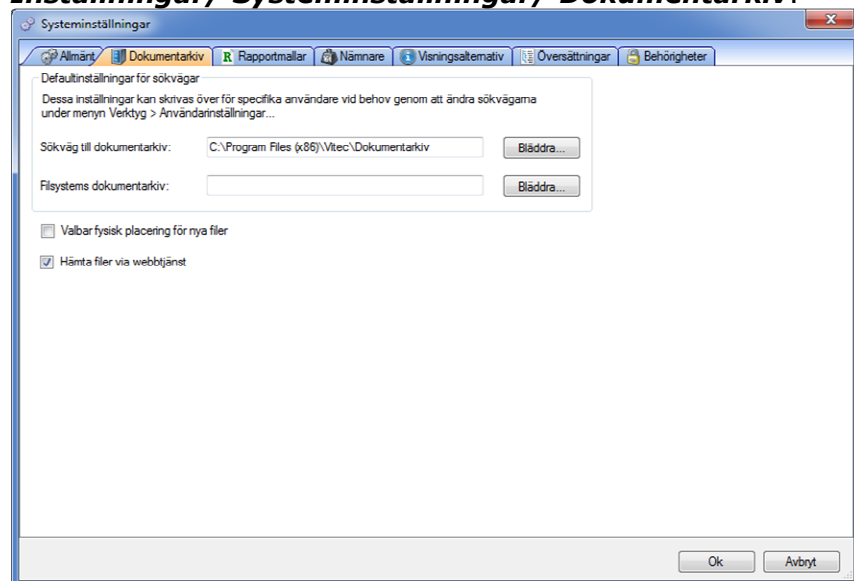 Inställningar/ Systeminställningar/ Dokumentarkiv.
Systeminställningar
Allmänt Dokumentarkiv Rapportmallar Nämnare Visningsalternativ Översättningar Behörigheter
Defaultinställningar för sökvägar
Dessa inställningar kan skrivas över för specifika användare vid behov genom att ändra sökvägarna
under menyn Verktyg > Användarinställningar...
Sökväg till dokumentarkiv: C:\Program Files (x86)\Vitec\Dokumentarkiv Bläddra...
Filsystems dokumentarkiv: Bläddra...
Valbar fysisk placering för nya filer
Hämta filer via webbtjänst
Ok Avbryt